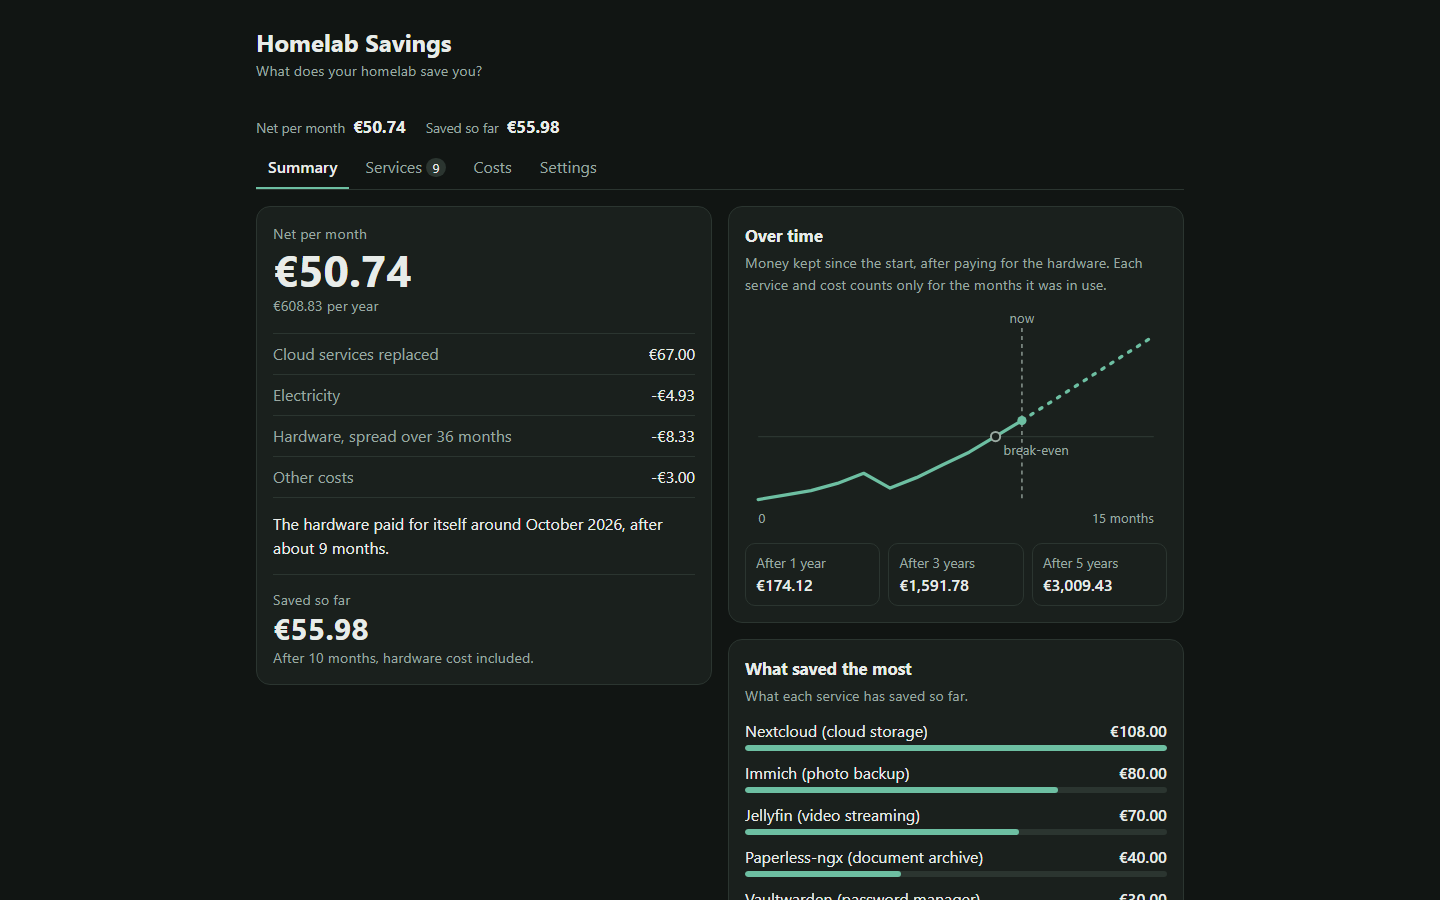 Homelab Savings
What does your homelab save you?
Net per month €50.74 Saved so far €55.98
Summary Services 9 Costs Settings
Net per month
€50.74
€608.83 per year
Cloud services replaced €67.00
Electricity -€4.93
Hardware, spread over 36 months -€8.33
Other costs -€3.00
The hardware paid for itself around October 2026, after
about 9 months.
Saved so far
€55.98
After 10 months, hardware cost included.
Over time
Money kept since the start, after paying for the hardware. Each
service and cost counts only for the months it was in use.
now
break-even
0 15 months
After 1 year After 3 years After 5 years
€174.12 €1,591.78 €3,009.43
What saved the most
What each service has saved so far.
Nextcloud (cloud storage) €108.00
Immich (photo backup) €80.00
Jellyfin (video streaming) €70.00
Paperless-ngx (document archive) €40.00
Vaultwarden (password manager) €30.00